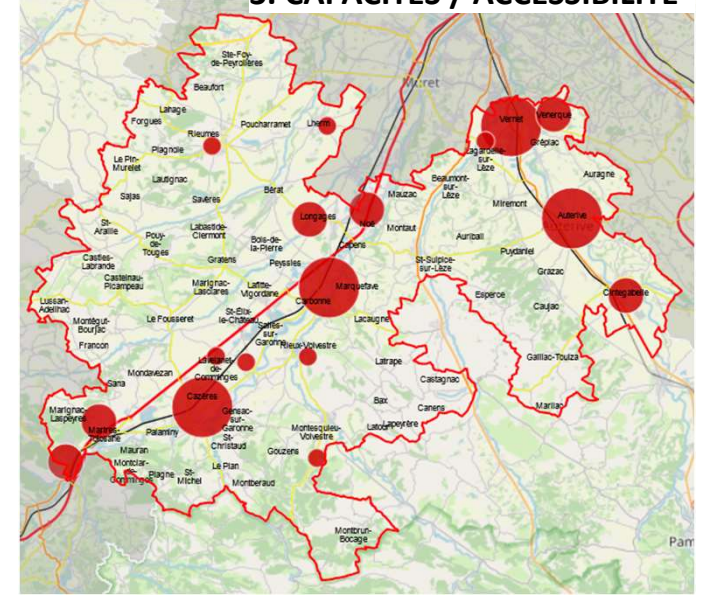 3. CAPACITES / ACCESSIBILITE
Ste-Foy-
de-Peyrolières
Beaufort
Muret
Lahage
Forgues
Poucharramet
Lherm
Rieumes
Plagnole
Le Pin-
Murelet
Lautignac
Sajas
Savères
Bérat
Vernet
Venerque
Grépiac
Lagardelle-
sur-
Lèze
Auragne
Beaumont-
sur-
Lèze
Mauzac
Miremont
Longages
Noé
Montaut
Auterive
Auterive
St-
Araille
Labastide-
Clermont
Pouy-
de-
Touges
Bois-de-
la-Pierre
Capens
Auribail
Puydaniel
Casties-
Labrande
Gratens
Peyssies
St-Sulpice-
sur-Lèze
Grazac
Castelnau-
Picampeau
Marignac-
Lasclares
Lafitte-
Vigordane
Marquefave
Carbonne
Esperce
Cintegabelle
Caujac
Lussan-
Adeilhac
Montégut-
Bourjac
Le Fousseret
St-Elix-
le-Château
Salles-
sur-
Garonne
Lacaugne
Francon
Rieux-Volvestre
Gaillac-Toulza
Lavelanet-
de-
Comminges
Latrape
Mondavezan
Sana
Castagnac
Marliac
Cazères
Bax
Canens
Marignac-
Laspeyres
Gensac-
sur-
Garonne
Latour
Lapeyrère
Martres-
Tolosane
Palaminy
St-
Christaud
Montesquieu-
Volvestre
Mauran
Gouzens
Montclar-
de-
Comminges
Plagne
St-
Michel
Le Plan
Montberaud
Montbrun-
Bocage
Pam